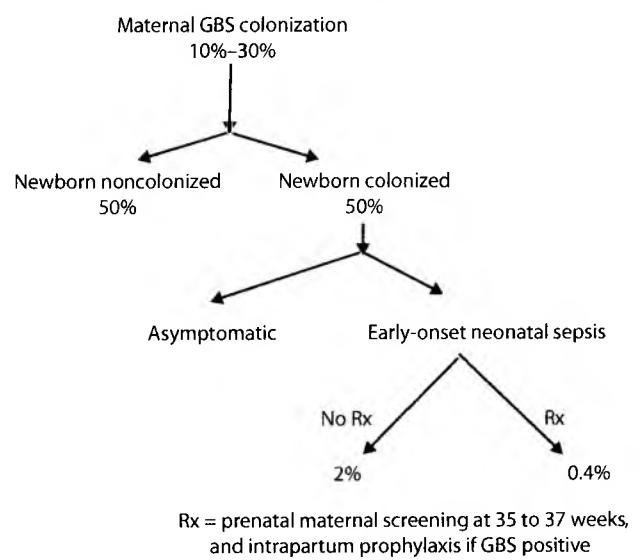 Maternal GBS colonization
10%–30%
Newborn noncolonized
50%
Newborn colonized
50%
Asymptomatic
Early-onset neonatal sepsis
No Rx
Rx
2%
0.4%
Rx = prenatal maternal screening at 35 to 37 weeks,
and intrapartum prophylaxis if GBS positive